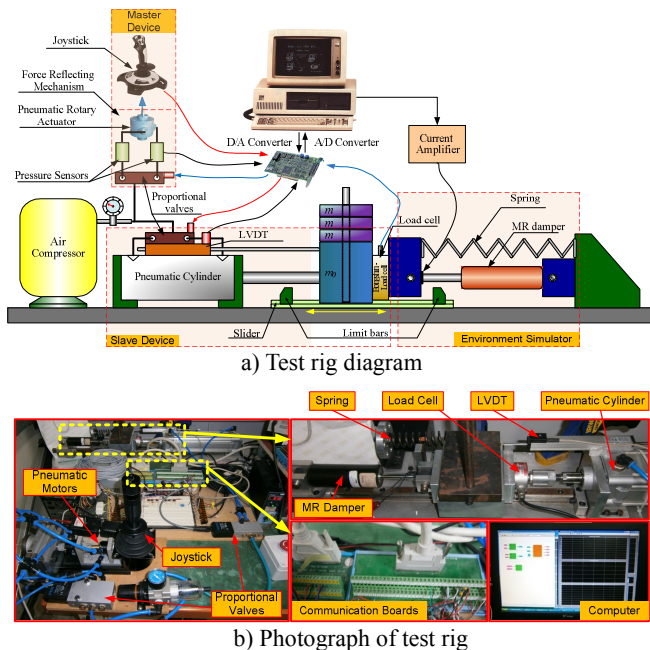 Master
Device
Joystick
Force Reflecting
Mechanism
Pneumatic Rotary
Actuator
D/A Converter
A/D Converter
Current
Amplifier
Pressure Sensors
Proportional
valves
Spring
Load cell
MR damper
Air
Compressor
LVDT
Pneumatic Cylinder
m
m
m₀
Load cell
Slave Device
Slider
Limit bars
Environment Simulator
a) Test rig diagram
Spring
Load Cell
LVDT
Pneumatic Cylinder
Pneumatic
Motors
MR Damper
Joystick
Proportional
Valves
Communication Boards
Computer
b) Photograph of test rig